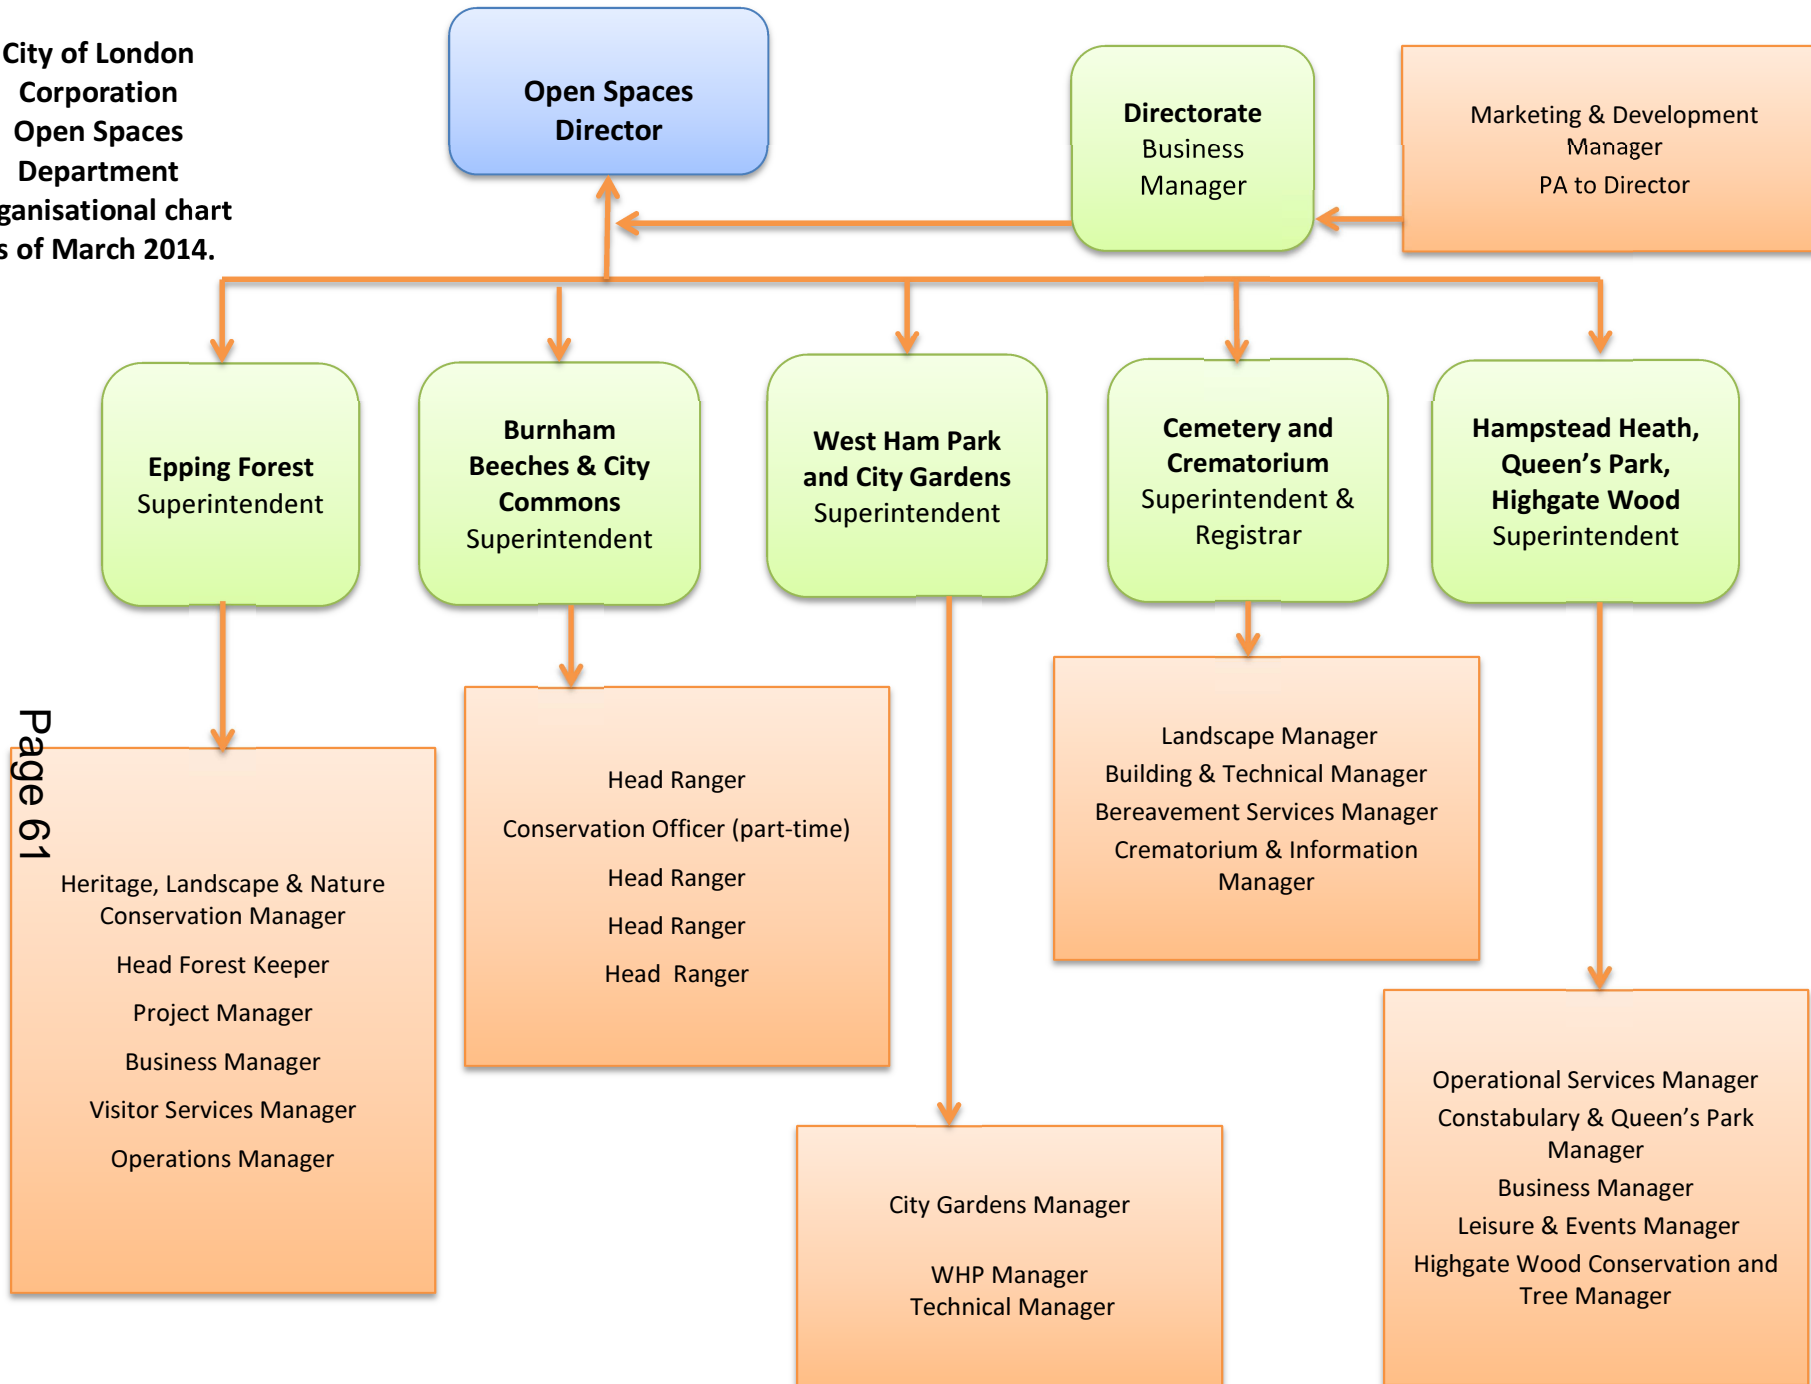 City of London
Corporation
Open Spaces
Department
ganisational chart
s of March 2014.
Open Spaces
Director
Directorate
Business
Manager
Marketing & Development
Manager
PA to Director
Epping Forest
Superintendent
Burnham
Beeches & City
Commons
Superintendent
West Ham Park
and City Gardens
Superintendent
Cemetery and
Crematorium
Superintendent &
Registrar
Hampstead Heath,
Queen's Park,
Highgate Wood
Superintendent
Page 61
Heritage, Landscape & Nature
Conservation Manager
Head Forest Keeper
Project Manager
Business Manager
Visitor Services Manager
Operations Manager
Head Ranger
Conservation Officer (part-time)
Head Ranger
Head Ranger
Head  Ranger
City Gardens Manager
WHP Manager
Technical Manager
Landscape Manager
Building & Technical Manager
Bereavement Services Manager
Crematorium & Information
Manager
Operational Services Manager
Constabulary & Queen's Park
Manager
Business Manager
Leisure & Events Manager
Highgate Wood Conservation and
Tree Manager